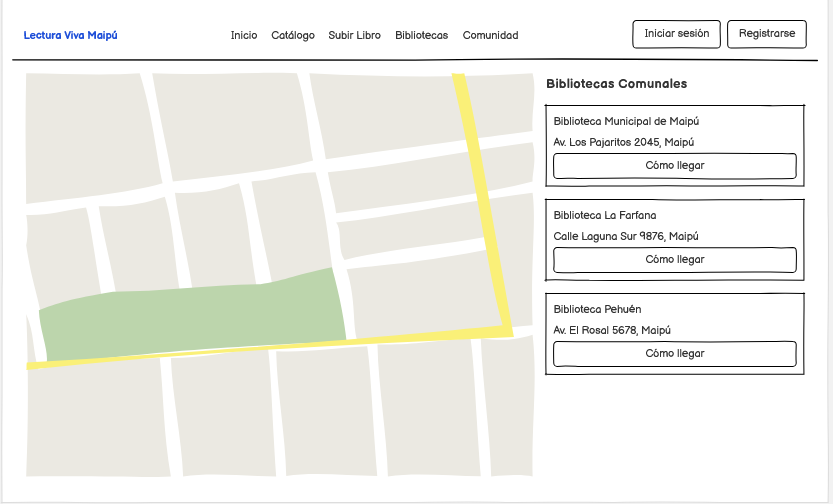 Lectura Viva Maipú
Inicio Catálogo Subir Libro Bibliotecas Comunidad
Iniciar sesión Registrarse
Bibliotecas Comunales
Biblioteca Municipal de Maipú
Av. Los Pajaritos 2045, Maipú
Cómo llegar
Biblioteca La Farfana
Calle Laguna Sur 9876, Maipú
Cómo llegar
Biblioteca Pehuén
Av. El Rosal 5678, Maipú
Cómo llegar